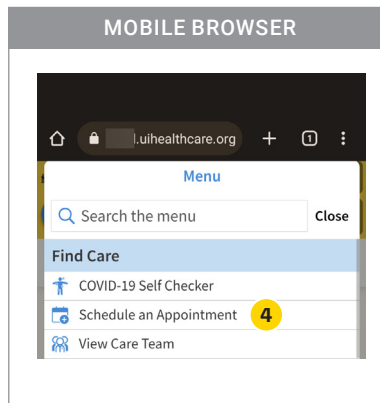 MOBILE BROWSER
l.uihealthcare.org + 1
Menu
Search the menu Close
Find Care
COVID-19 Self Checker
Schedule an Appointment 4
View Care Team